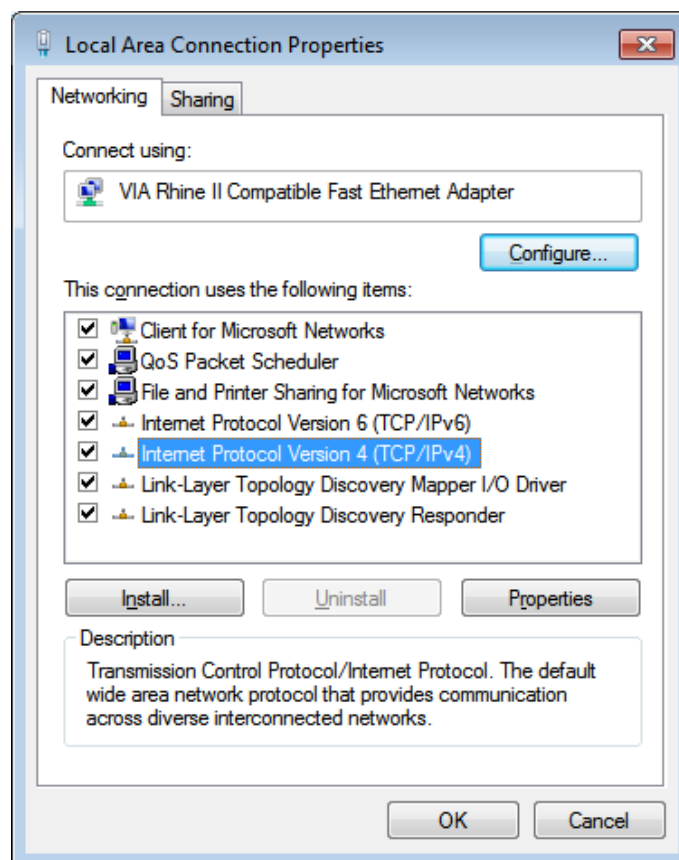 Local Area Connection Properties
Networking
Sharing
Connect using:
VIA Rhine II Compatible Fast Ethernet Adapter
Configure...
This connection uses the following items:
Client for Microsoft Networks
QoS Packet Scheduler
File and Printer Sharing for Microsoft Networks
Internet Protocol Version 6 (TCP/IPv6)
Internet Protocol Version 4 (TCP/IPv4)
Link-Layer Topology Discovery Mapper I/O Driver
Link-Layer Topology Discovery Responder
Install...
Uninstall
Properties
Description
Transmission Control Protocol/Internet Protocol. The default
wide area network protocol that provides communication
across diverse interconnected networks.
OK
Cancel